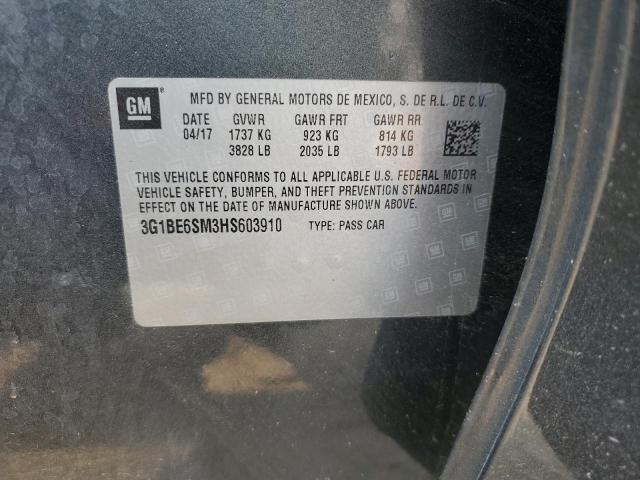 GM
®
MFD BY GENERAL MOTORS DE MEXICO, S. DE R.L. DE C.V.
DATE GVWR GAWR FRT GAWR RR
04/17 1737 KG 923 KG 814 KG
3828 LB 2035 LB 1793 LB
THIS VEHICLE CONFORMS TO ALL APPLICABLE U.S. FEDERAL MOTOR
VEHICLE SAFETY, BUMPER, AND THEFT PREVENTION STANDARDS IN
EFFECT ON THE DATE OF MANUFACTURE SHOWN ABOVE.
3G1BE6SM3HS603910 TYPE: PASS CAR